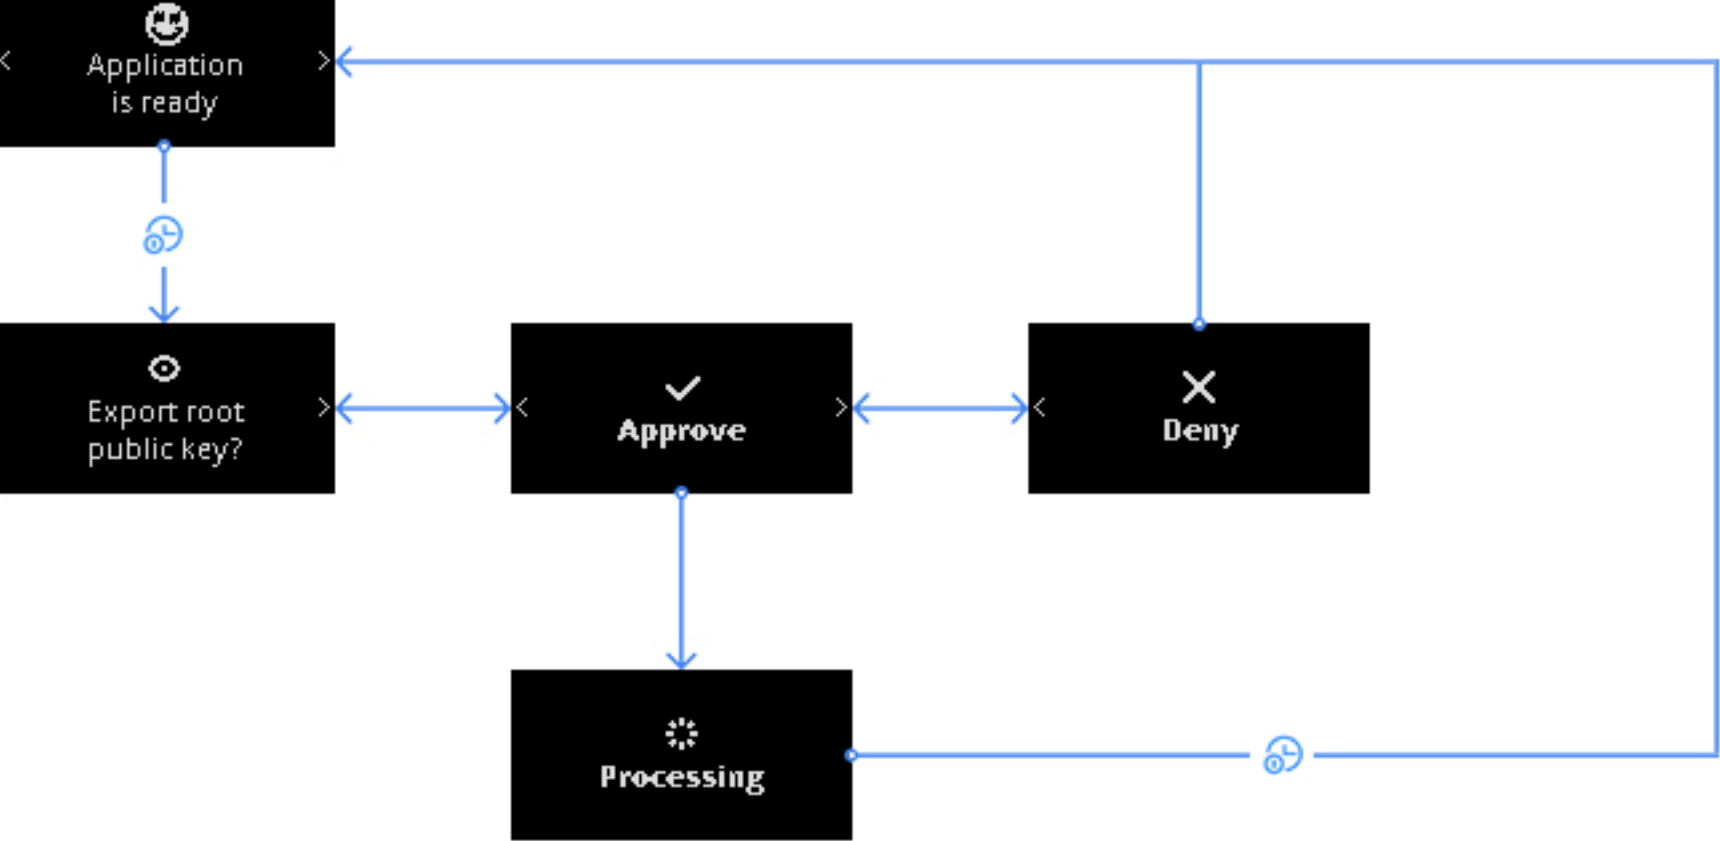 Application
is ready
Export root
public key?
Approve
Deny
Processing